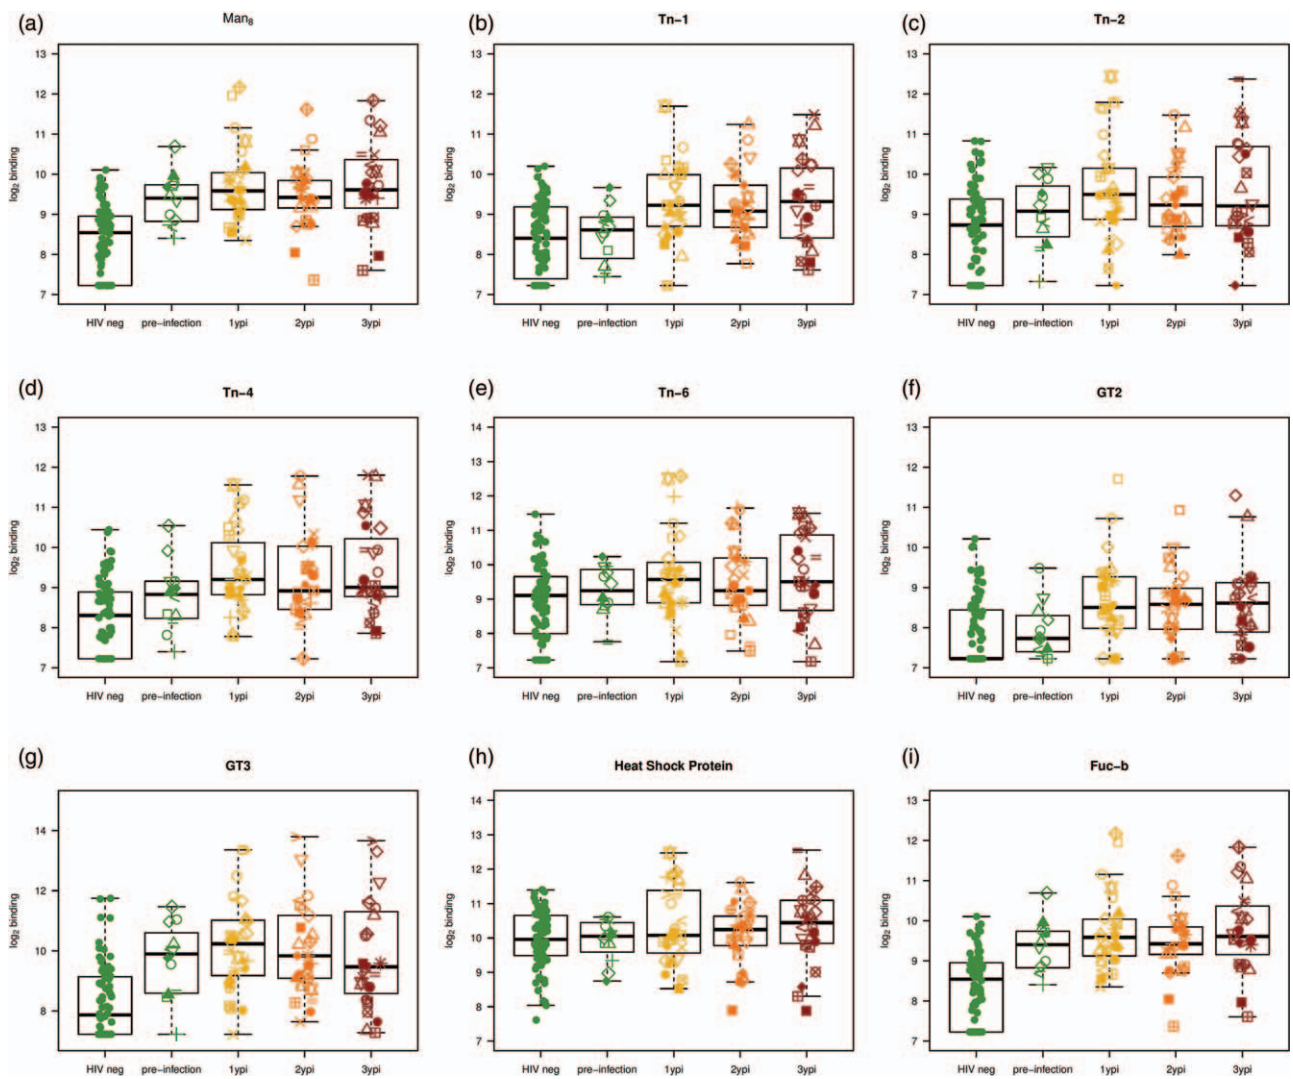 (a) Man₈
log₂ binding
13
12
11
10
9
8
7
HIV neg pre-infection 1ypi 2ypi 3ypi
(b) Tn-1
log₂ binding
13
12
11
10
9
8
7
HIV neg pre-infection 1ypi 2ypi 3ypi
(c) Tn-2
log₂ binding
13
12
11
10
9
8
7
HIV neg pre-infection 1ypi 2ypi 3ypi
(d) Tn-4
log₂ binding
13
12
11
10
9
8
7
HIV neg pre-infection 1ypi 2ypi 3ypi
(e) Tn-6
log₂ binding
14
13
12
11
10
9
8
7
HIV neg pre-infection 1ypi 2ypi 3ypi
(f) GT2
log₂ binding
13
12
11
10
9
8
7
HIV neg pre-infection 1ypi 2ypi 3ypi
(g) GT3
log₂ binding
14
12
10
8
HIV neg pre-infection 1ypi 2ypi 3ypi
(h) Heat Shock Protein
log₂ binding
14
13
12
11
10
9
8
7
HIV neg pre-infection 1ypi 2ypi 3ypi
(i) Fuc-b
log₂ binding
13
12
11
10
9
8
7
HIV neg pre-infection 1ypi 2ypi 3ypi